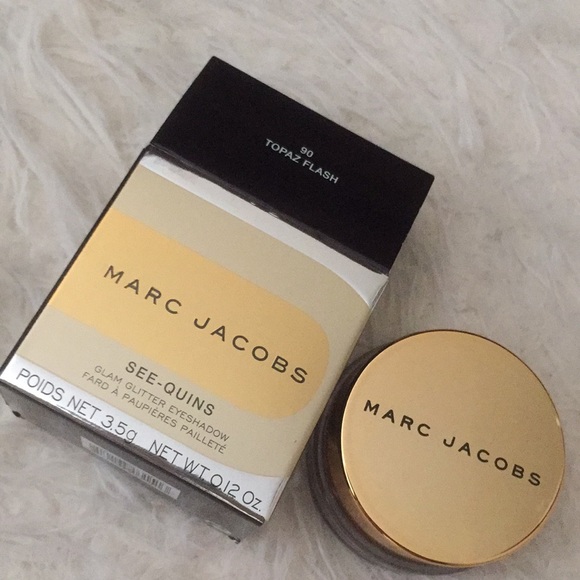 90
TOPAZ FLASH
MARC JACOBS
SEE-QUINS
GLAM GLITTER EYESHADOW
FARD À PAUPIÈRES PAILLETÉ
POIDS NET 3,5g NET WT 0.12 Oz.
MARC JACOBS